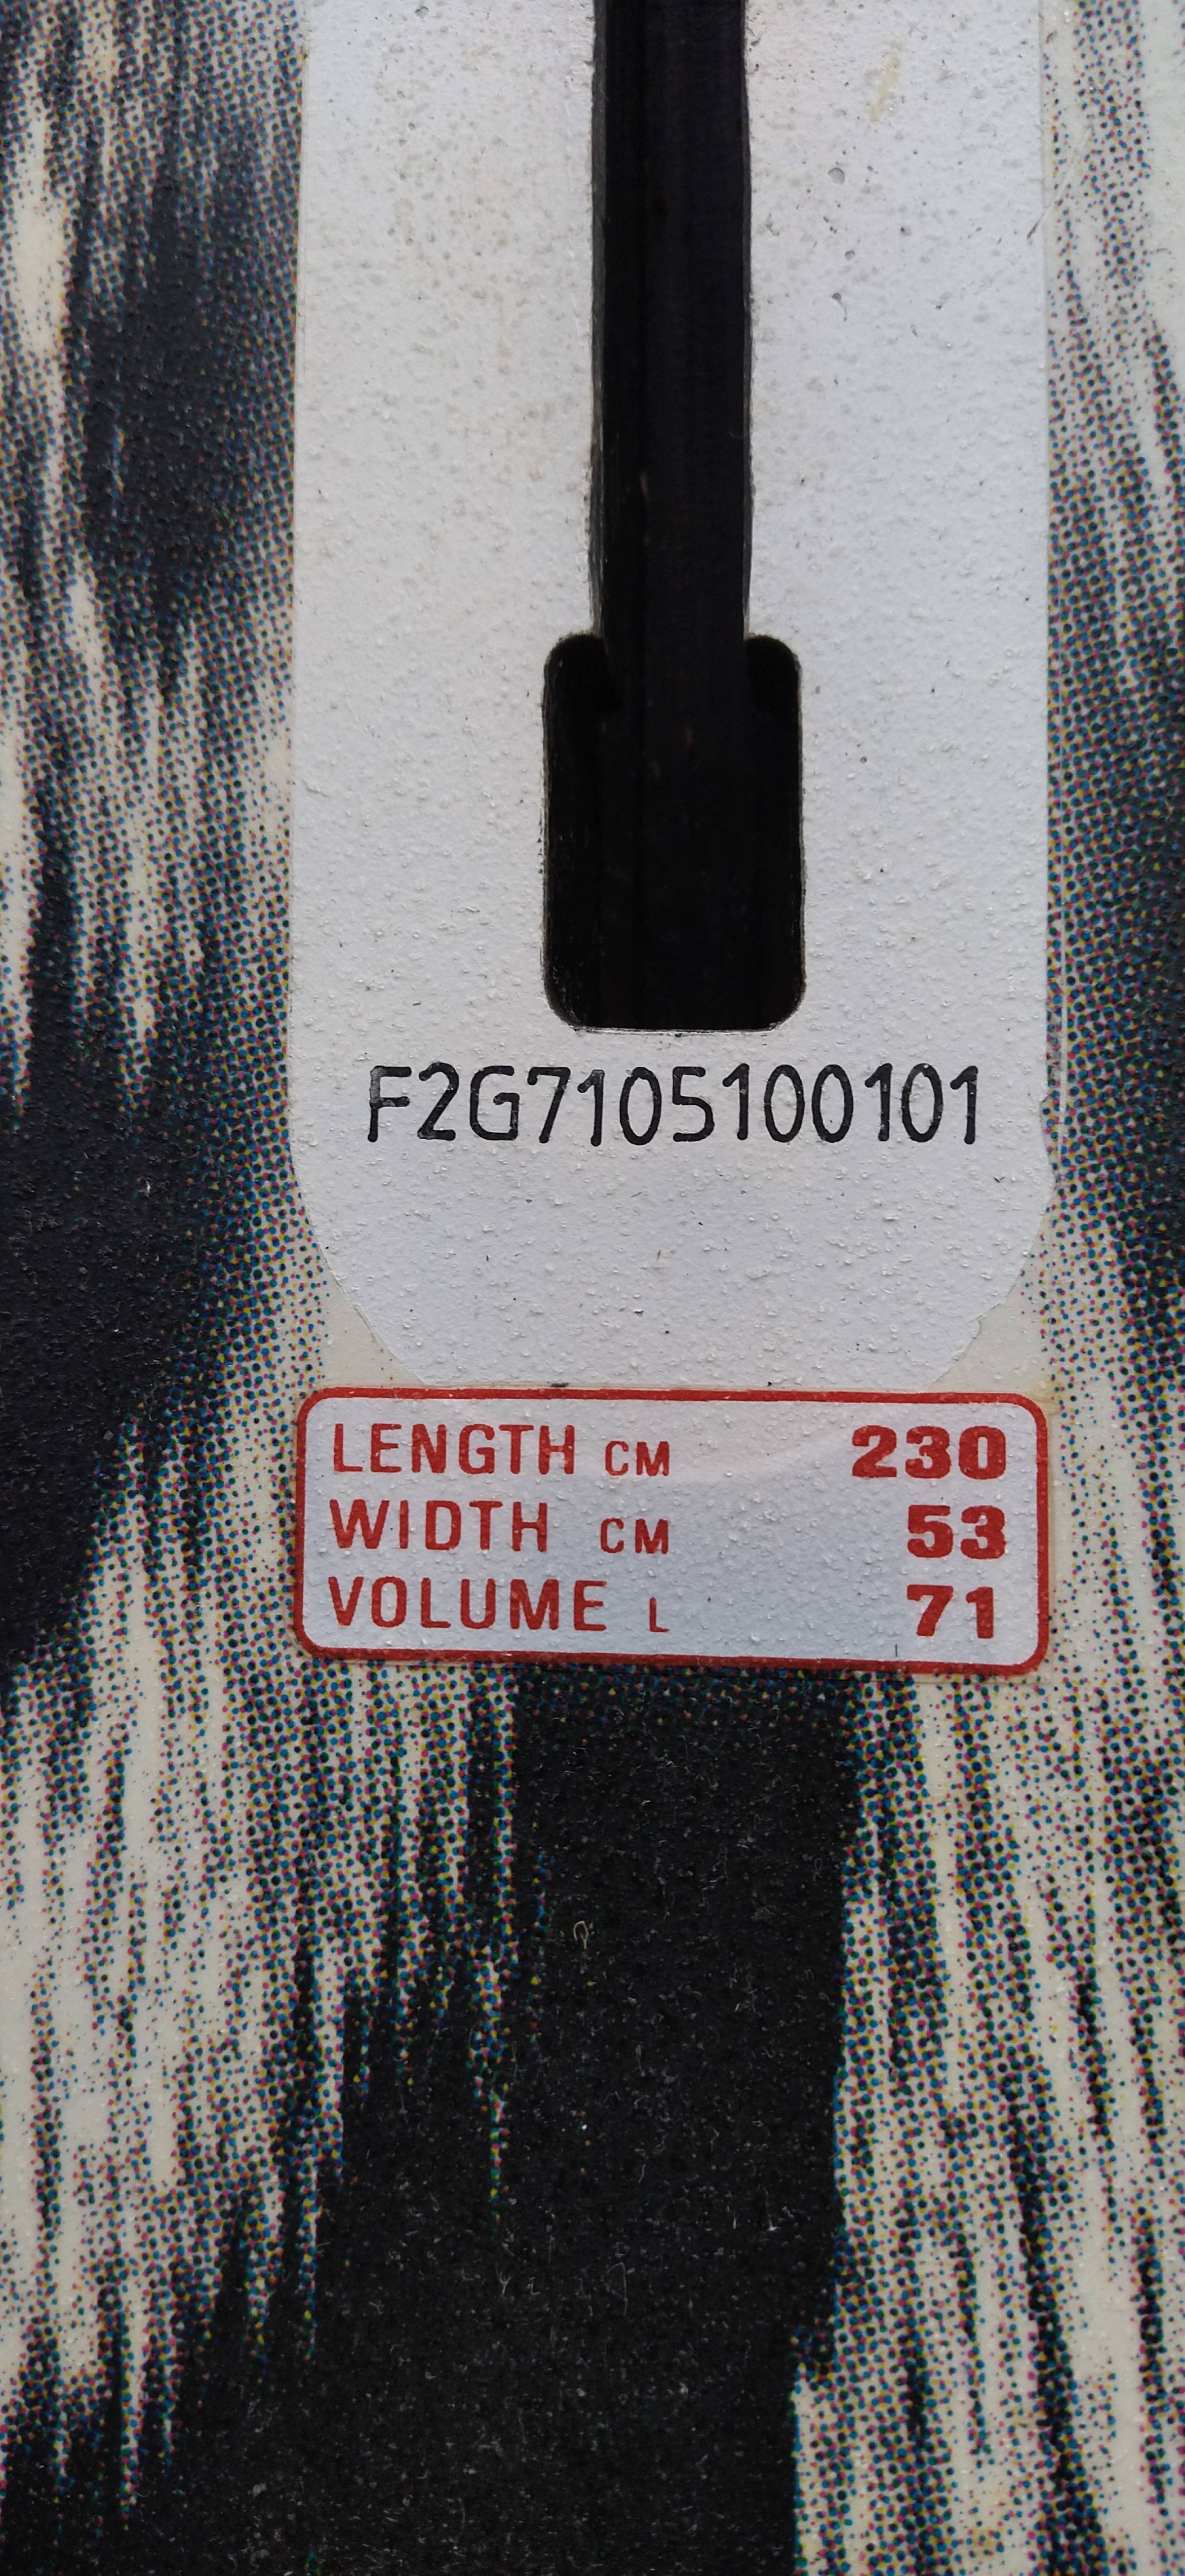 F2G7105100101
LENGTH CM 230
WIDTH CM 53
VOLUME L 71